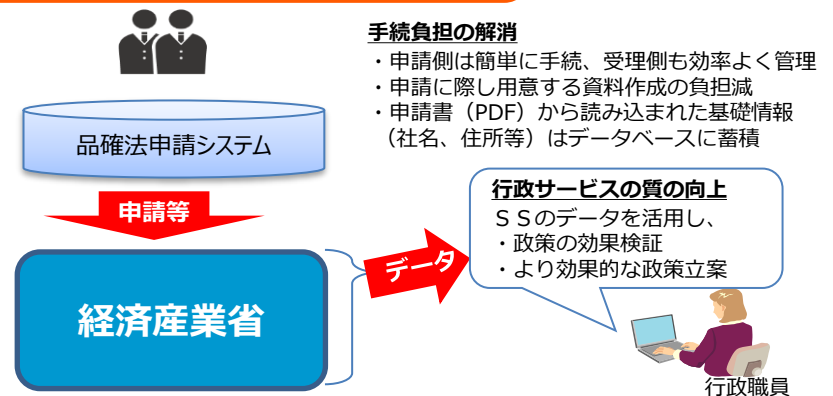 手続負担の解消
・申請側は簡単に手続、受理側も効率よく管理
・申請に際し用意する資料作成の負担減
・申請書（PDF）から読み込まれた基礎情報
（社名、住所等）はデータベースに蓄積
品確法申請システム
申請等
経済産業省
データ
行政サービスの質の向上
ＳＳのデータを活用し、
・政策の効果検証
・より効果的な政策立案
行政職員